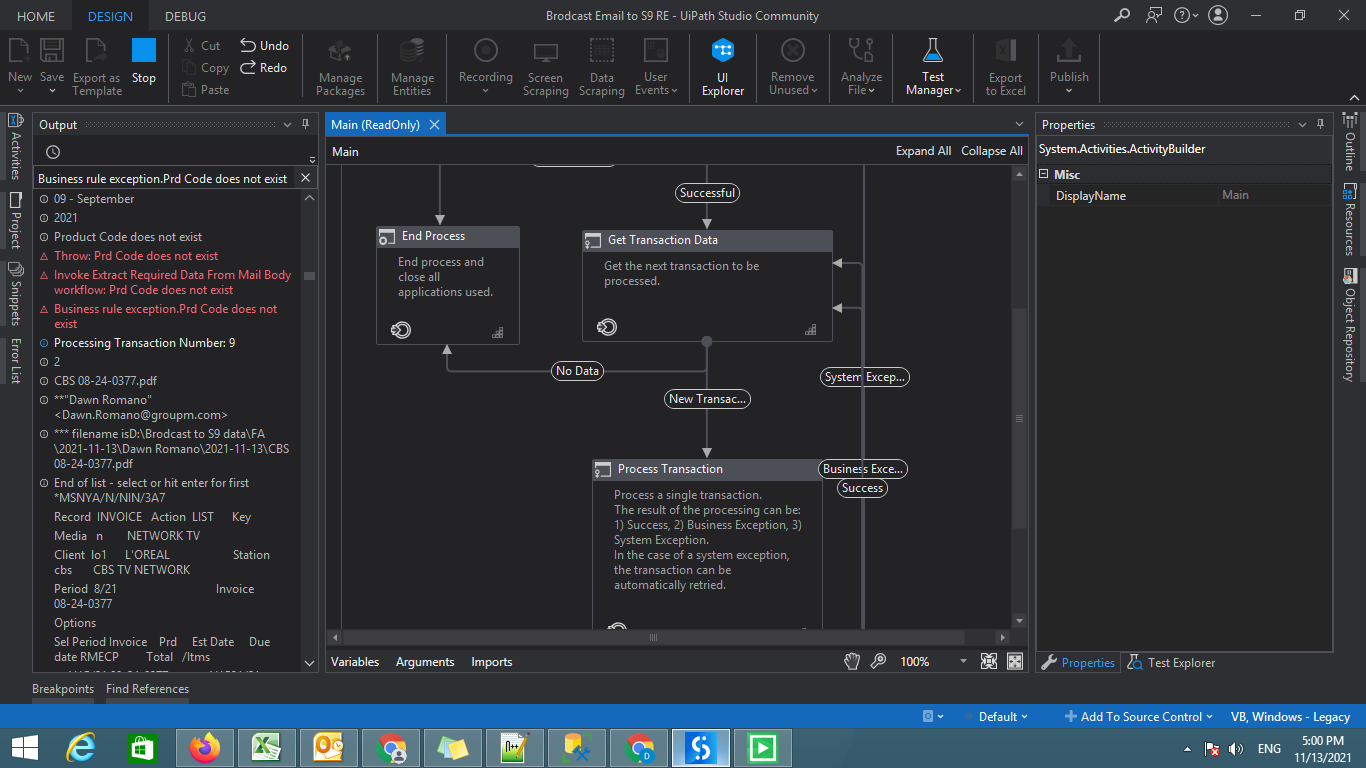 HOME DESIGN DEBUG
Brodcast Email to S9 RE - UiPath Studio Community
New Save Export as Template Stop
Cut Copy Paste
Undo Redo
Manage Packages
Manage Entities
Recording
Screen Scraping
Data Scraping
User Events
UI Explorer
Remove Unused
Analyze File
Test Manager
Export to Excel
Publish
Activities
Project
Snippets
Error List
Output
Business rule exception.Prd Code does not exist
09 - September
2021
Product Code does not exist
Throw: Prd Code does not exist
Invoke Extract Required Data From Mail Body
workflow: Prd Code does not exist
Business rule exception.Prd Code does not
exist
Processing Transaction Number: 9
2
CBS 08-24-0377.pdf
**"Dawn Romano"
<Dawn.Romano@groupm.com>
*** filename isD:\Brodcast to S9 data\FA
\2021-11-13\Dawn Romano\2021-11-13\CBS
08-24-0377.pdf
End of list - select or hit enter for first
*MSNYA/N/NIN/3A7
Record INVOICE Action LIST Key
Media n NETWORK TV
Client lo1 L'OREAL Station
cbs CBS TV NETWORK
Period 8/21 Invoice
08-24-0377
Options
Sel Period Invoice Prd Est Date Due
date RMECP Total /Itms
Breakpoints Find References
Main (ReadOnly)
Main
Expand All Collapse All
Successful
End Process
End process and
close all
applications used.
Get Transaction Data
Get the next transaction to be
processed.
No Data
New Transac...
System Excep...
Business Exce...
Success
Process Transaction
Process a single transaction.
The result of the processing can be:
1) Success, 2) Business Exception, 3)
System Exception.
In the case of a system exception,
the transaction can be
automatically retried.
Variables Arguments Imports
100%
Properties
System.Activities.ActivityBuilder
Misc
DisplayName Main
Properties Test Explorer
Outline
Resources
Object Repository
Default
Add To Source Control
VB, Windows - Legacy
ENG
5:00 PM
11/13/2021